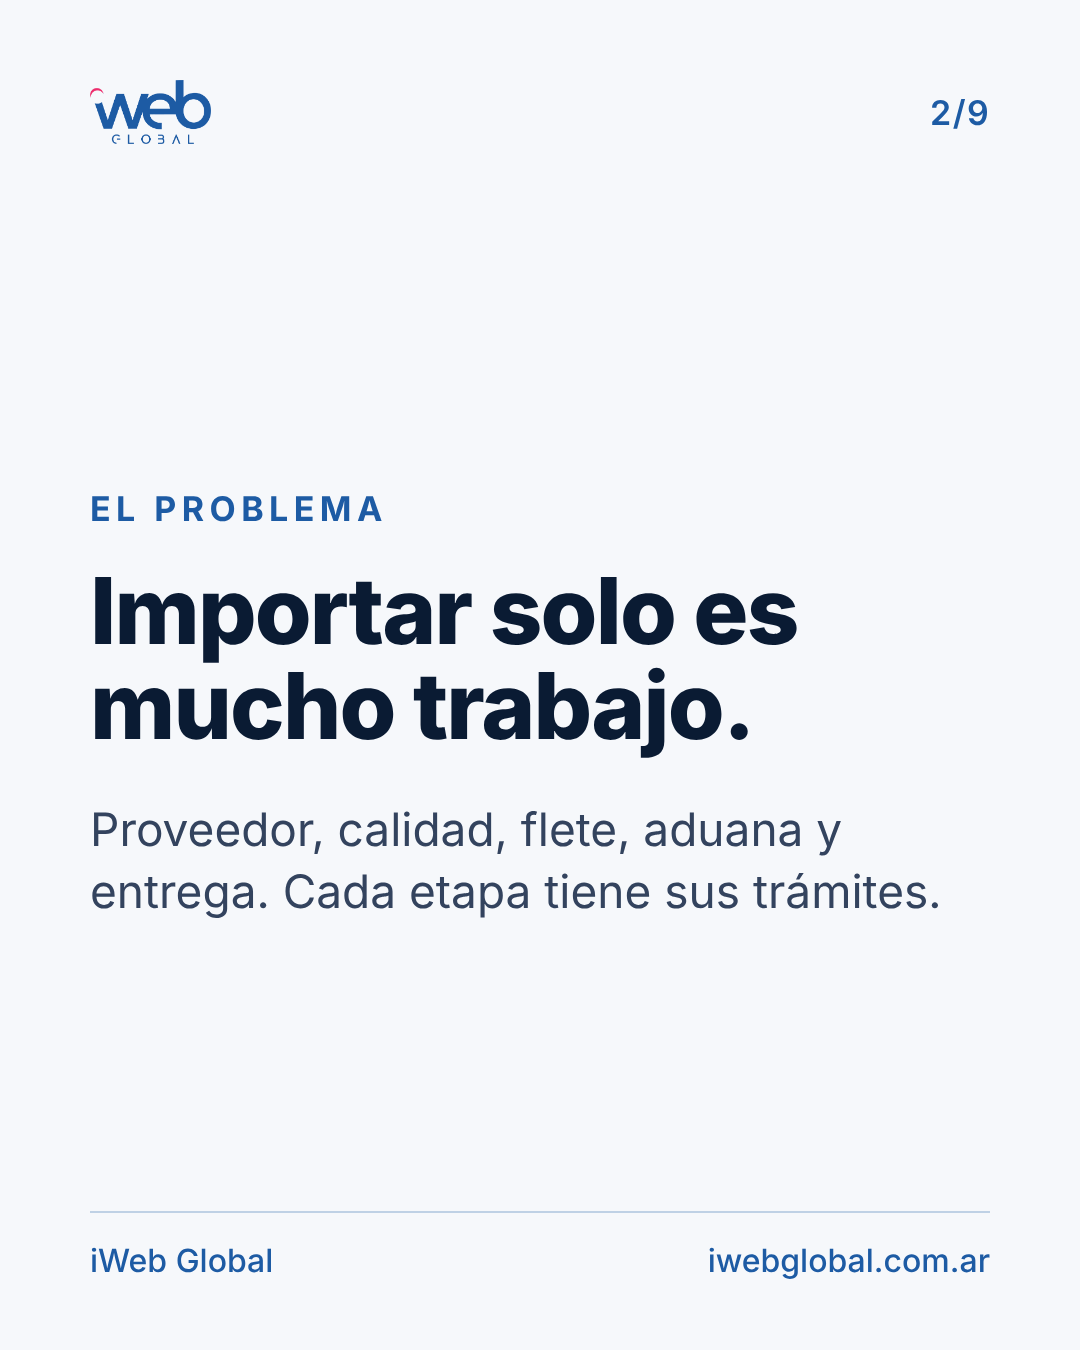 iweb
GLOBAL
2/9
EL PROBLEMA
Importar solo es
mucho trabajo.
Proveedor, calidad, flete, aduana y
entrega. Cada etapa tiene sus trámites.
iWeb Global
iwebglobal.com.ar